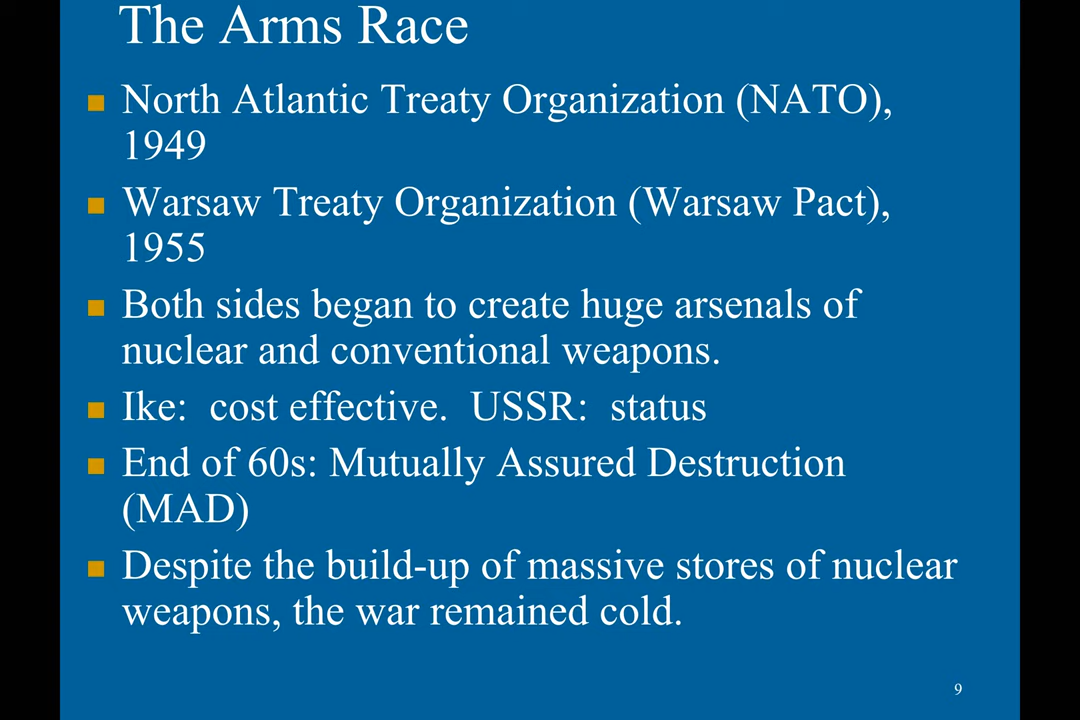 The Arms Race
North Atlantic Treaty Organization (NATO),
1949
Warsaw Treaty Organization (Warsaw Pact),
1955
Both sides began to create huge arsenals of
nuclear and conventional weapons.
Ike:  cost effective.  USSR:  status
End of 60s: Mutually Assured Destruction
(MAD)
Despite the build-up of massive stores of nuclear
weapons, the war remained cold.
9